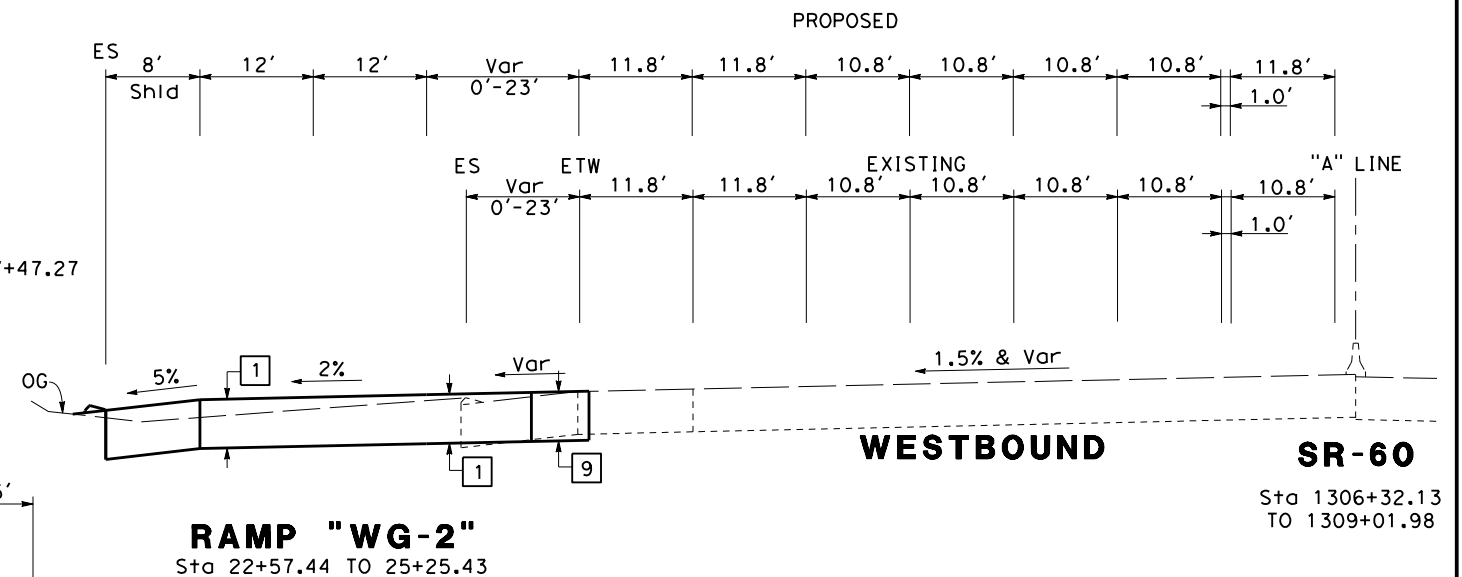 PROPOSED
ES
8' 12' 12' Var 11.8' 11.8' 10.8' 10.8' 10.8' 10.8' 11.8'
Shld 0'-23' 1.0'
ES ETW EXISTING "A" LINE
Var 11.8' 11.8' 10.8' 10.8' 10.8' 10.8' 10.8'
0'-23' 1.0'
+47.27
OG 5% 1 2% Var 1.5% & Var
1 9
WESTBOUND SR-60
Sta 1306+32.13
TO 1309+01.98
RAMP "WG-2"
Sta 22+57.44 TO 25+25.43